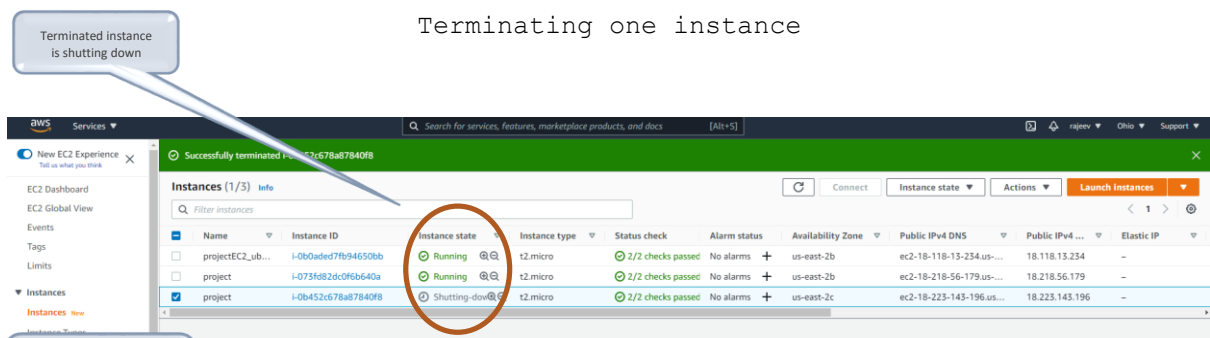 Terminating one instance
Terminated instance
is shutting down
aws Services ▼ Search for services, features, marketplace products, and docs [Alt+S] rajeev ▼ Ohio ▼ Support ▼
New EC2 Experience
Tell us what you think
Successfully terminated i-0b452c678a87840f8
EC2 Dashboard
EC2 Global View
Events
Tags
Limits
▼ Instances
Instances New
Instances (1/3) Info Connect Instance state ▼ Actions ▼ Launch instances ▼
Filter instances < 1 >
Name Instance ID Instance state Instance type Status check Alarm status Availability Zone Public IPv4 DNS Public IPv4 ... Elastic IP
projectEC2_ub... i-0b0aded7fb94650bb Running t2.micro 2/2 checks passed No alarms + us-east-2b ec2-18-118-13-234.us-... 18.118.13.234 –
project i-073fd82dc0f6b640a Running t2.micro 2/2 checks passed No alarms + us-east-2b ec2-18-218-56-179.us-... 18.218.56.179 –
project i-0b452c678a87840f8 Shutting-dow t2.micro 2/2 checks passed No alarms + us-east-2c ec2-18-223-143-196.us... 18.223.143.196 –